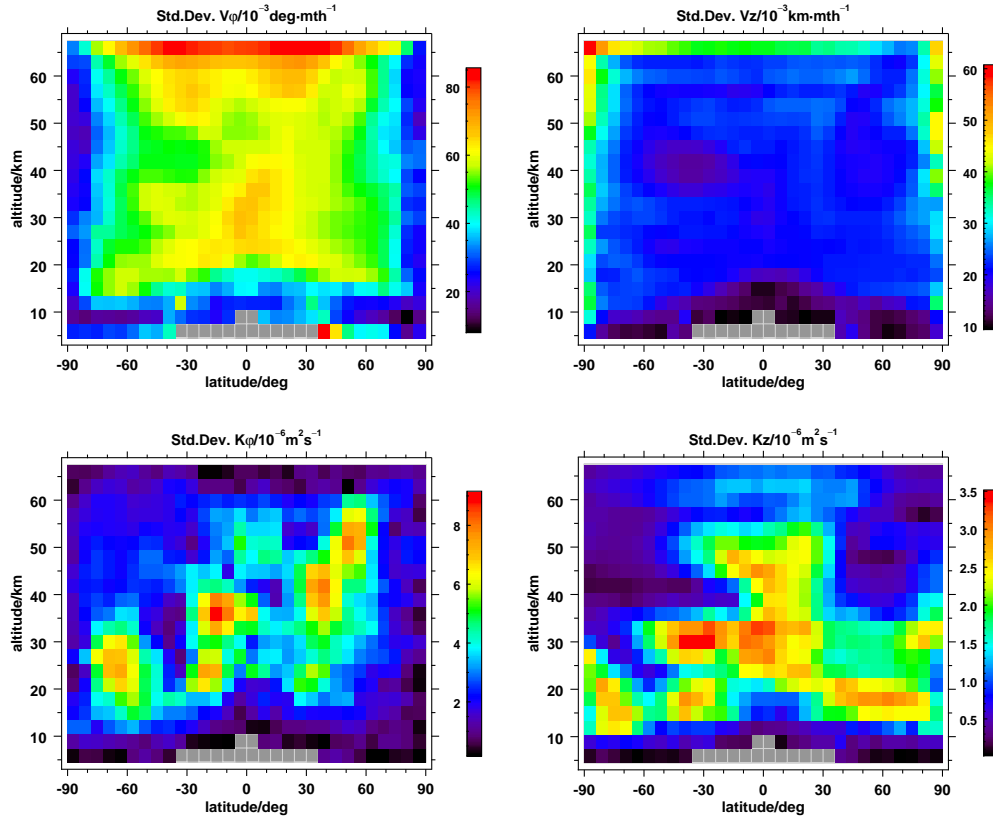 Std.Dev. Vφ/10⁻³deg·mth⁻¹
altitude/km
60
50
40
30
20
10
-90 -60 -30 0 30 60 90
latitude/deg
80
60
40
20
Std.Dev. Vz/10⁻³km·mth⁻¹
altitude/km
60
50
40
30
20
10
-90 -60 -30 0 30 60 90
latitude/deg
60
50
40
30
20
10
Std.Dev. Kφ/10⁻⁶m²s⁻¹
altitude/km
60
50
40
30
20
10
-90 -60 -30 0 30 60 90
latitude/deg
8
6
4
2
Std.Dev. Kz/10⁻⁶m²s⁻¹
altitude/km
60
50
40
30
20
10
-90 -60 -30 0 30 60 90
latitude/deg
3.5
3.0
2.5
2.0
1.5
1.0
0.5